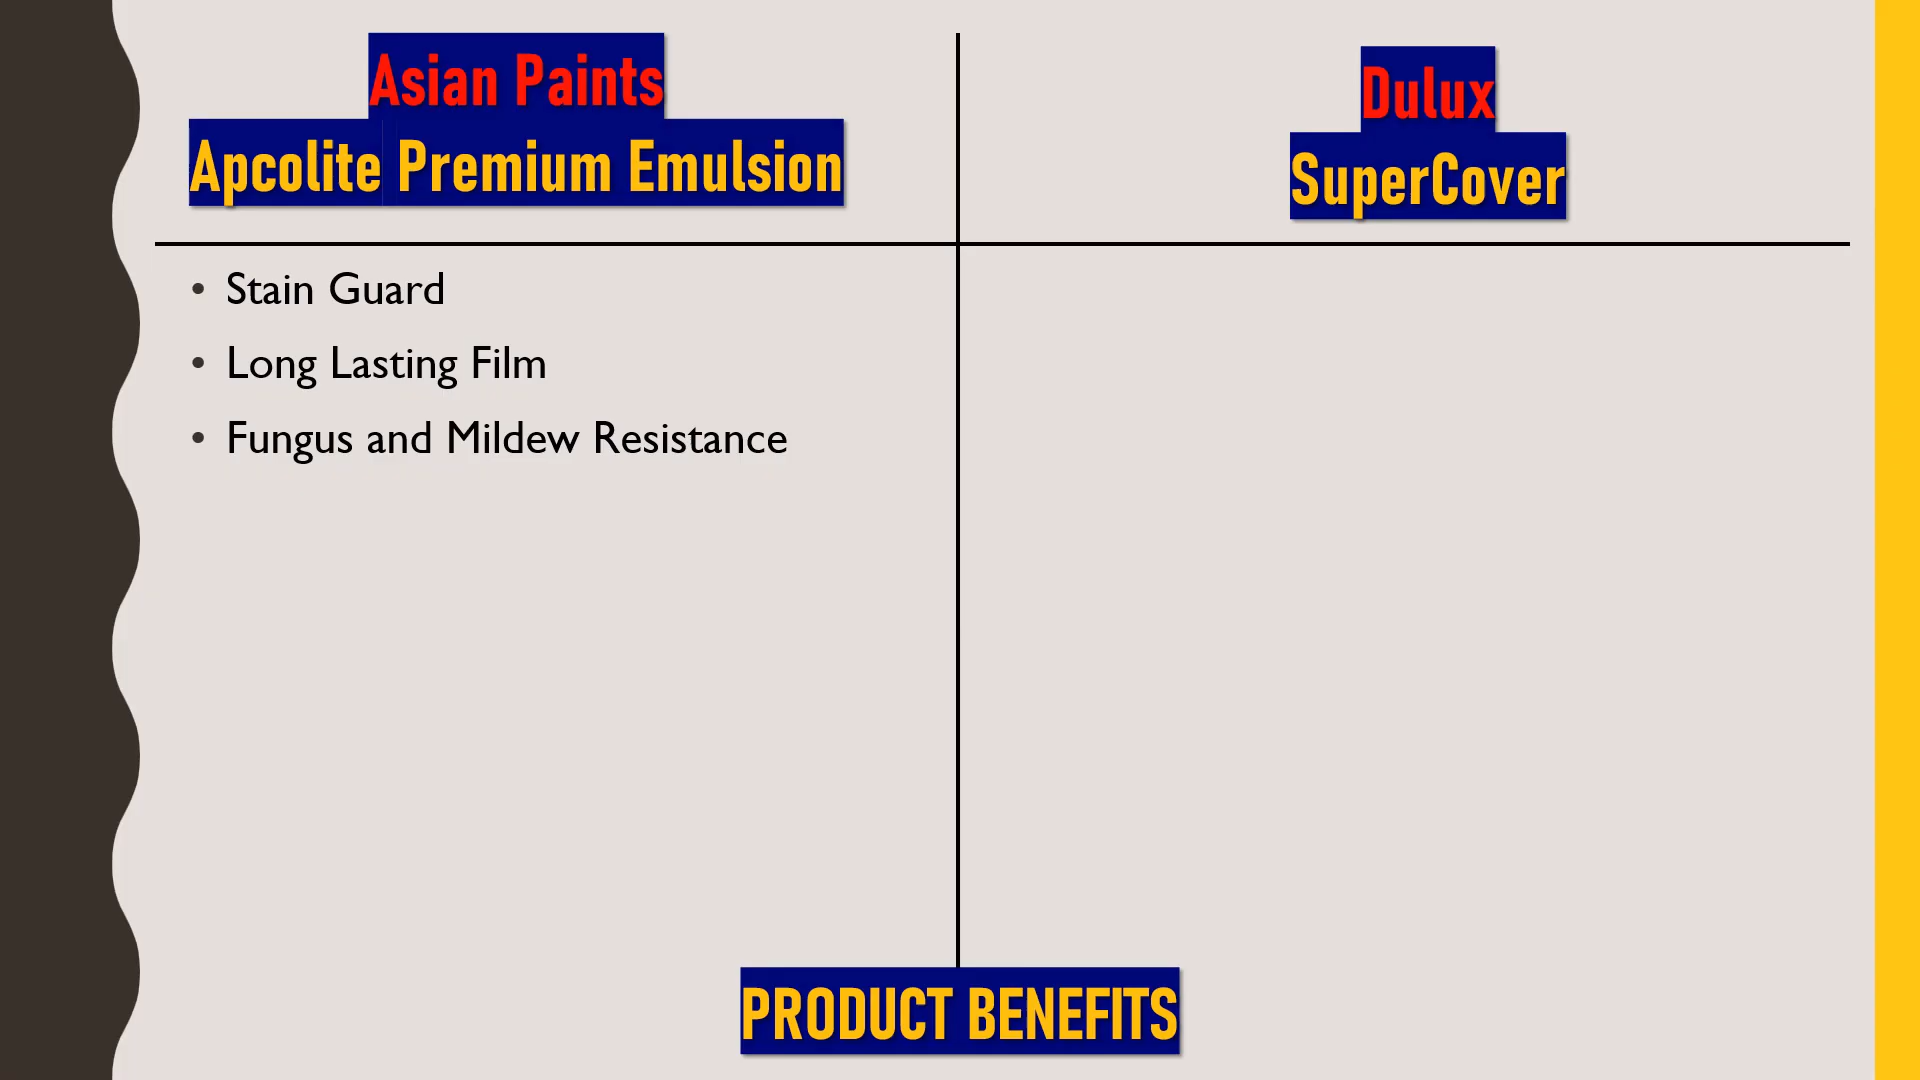 Asian Paints
Apcolite Premium Emulsion
Dulux
SuperCover
• Stain Guard
• Long Lasting Film
• Fungus and Mildew Resistance
PRODUCT BENEFITS